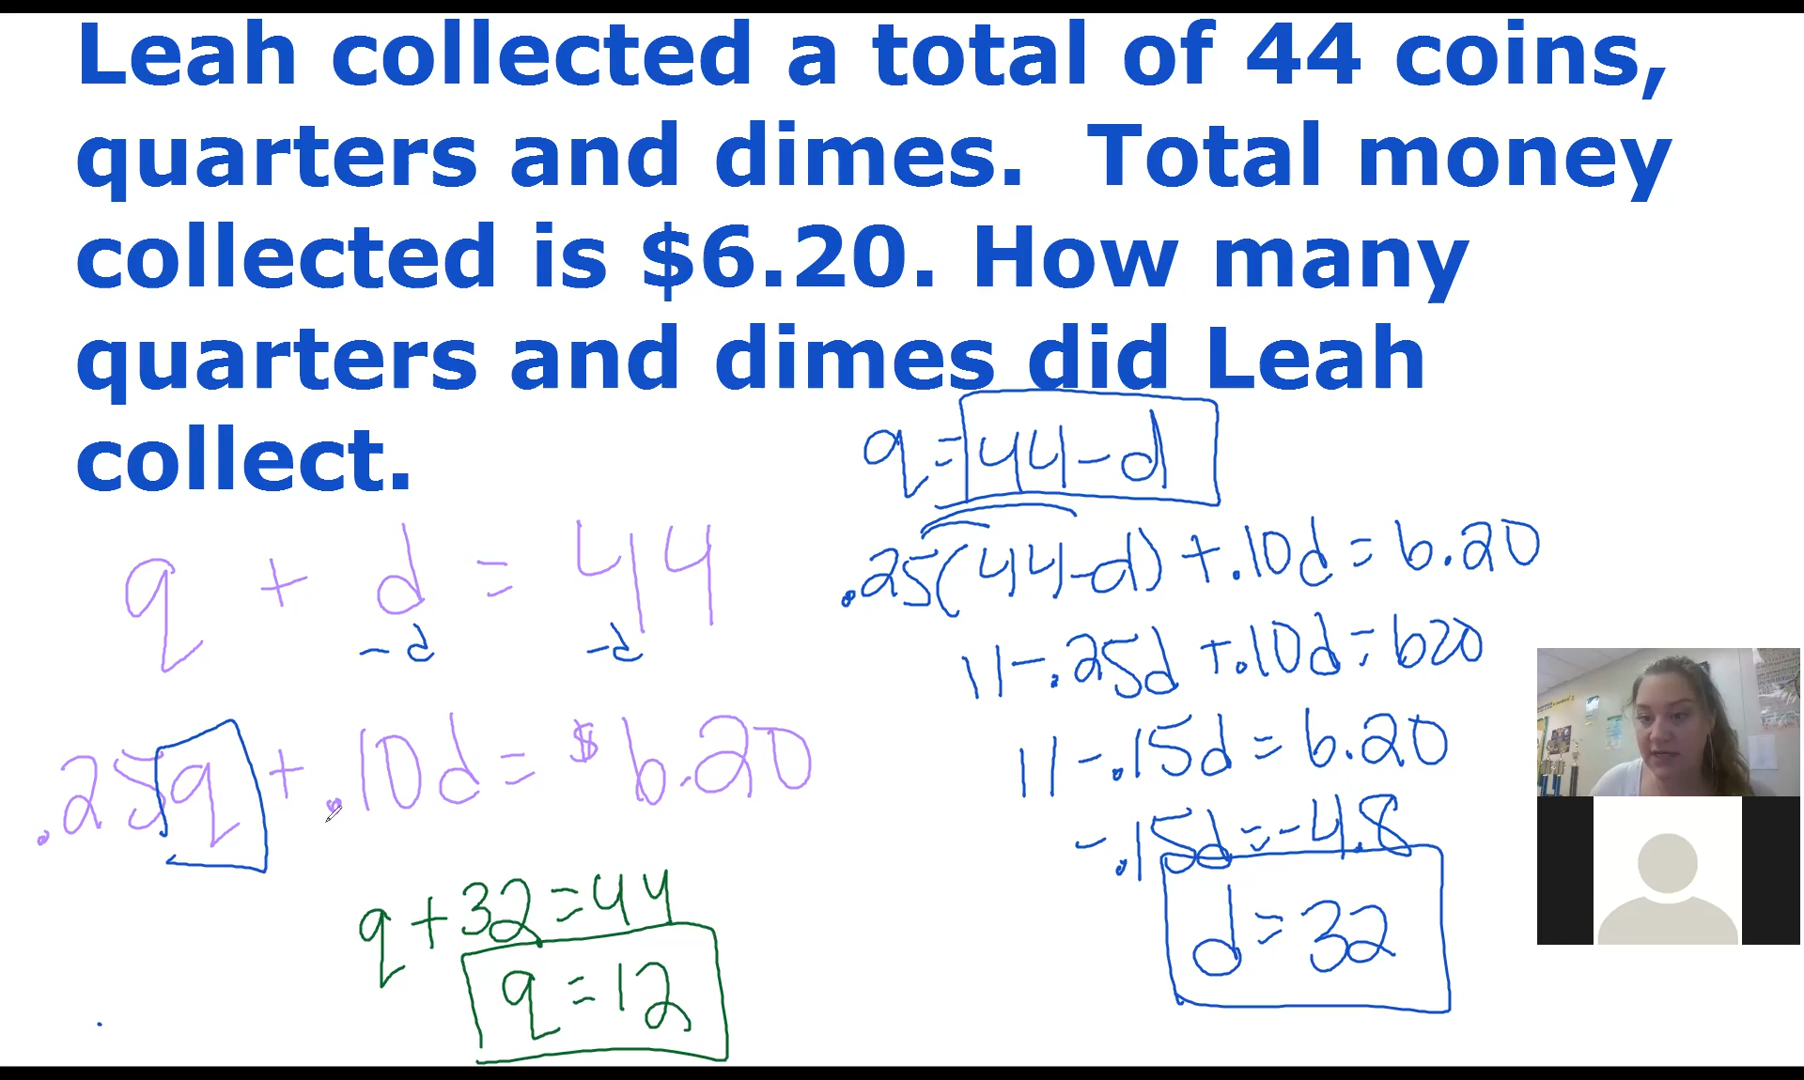 Leah collected a total of 44 coins,
quarters and dimes. Total money
collected is $6.20. How many
quarters and dimes did Leah
collect.
q + d = 44
-d -d
.25q + .10d = $6.20
q + 32 = 44
q = 12
q = 44 - d
.25(44-d) + .10d = 6.20
11 - .25d + .10d = 620
11 - .15d = 6.20
- .15d = -4.8
d = 32